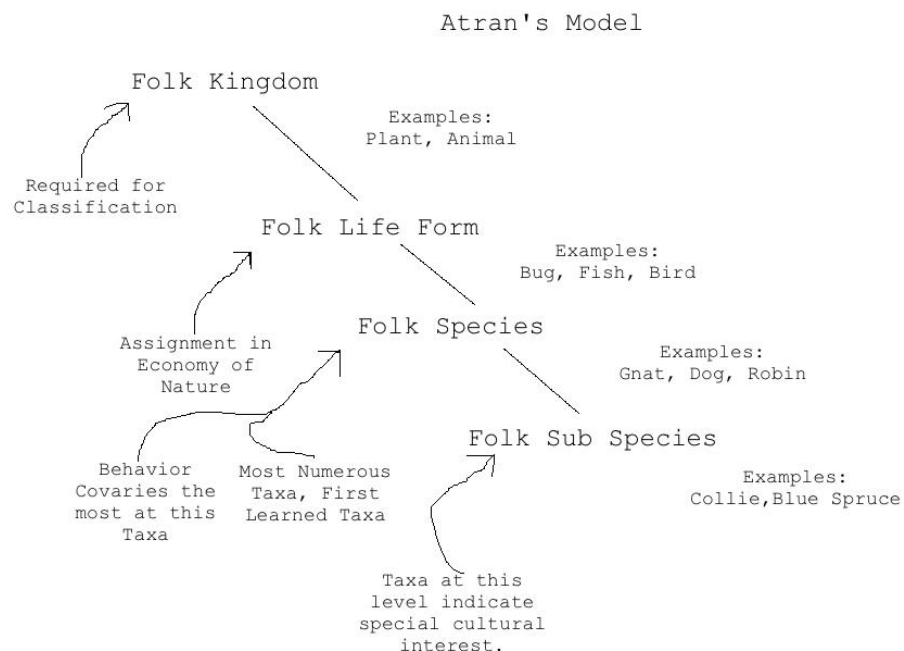 Atran's Model
Folk Kingdom
Examples:
Plant, Animal
Required for
Classification
Folk Life Form
Examples:
Bug, Fish, Bird
Assignment in
Economy of
Nature
Folk Species
Examples:
Gnat, Dog, Robin
Behavior
Covaries the
most at this
Taxa
Most Numerous
Taxa, First
Learned Taxa
Folk Sub Species
Examples:
Collie,Blue Spruce
Taxa at this
level indicate
special cultural
interest.